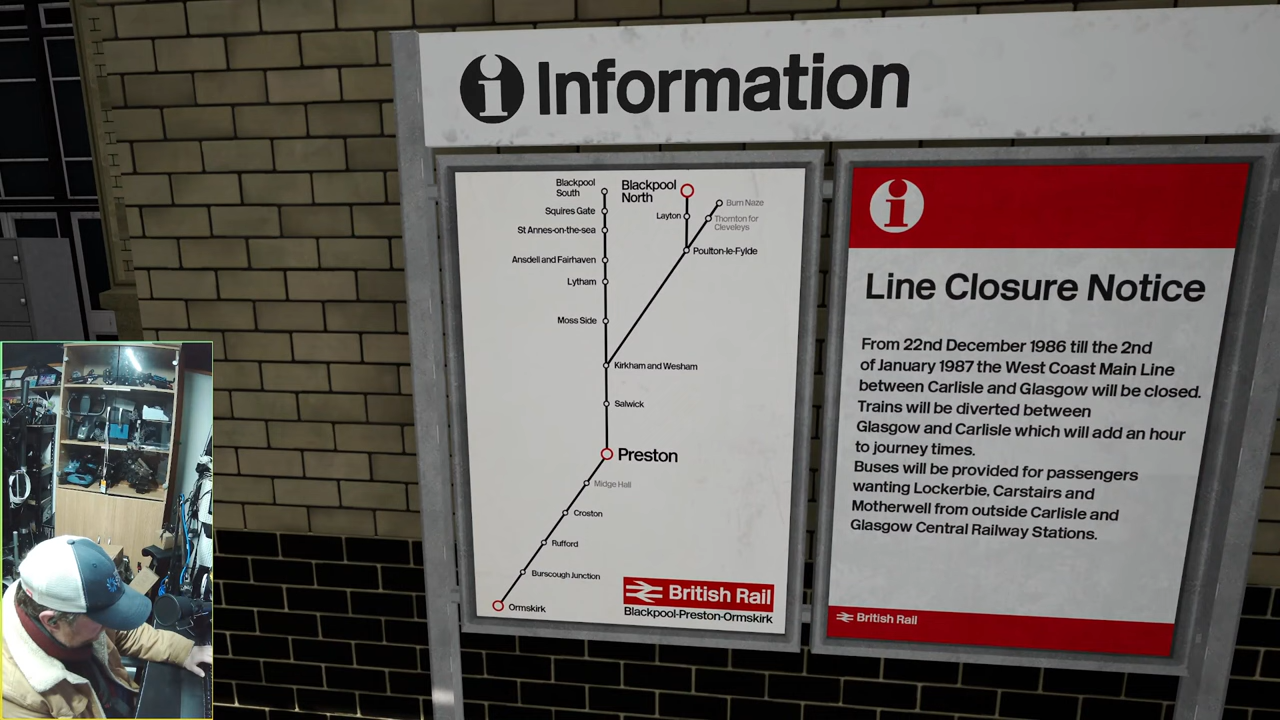 i Information
Blackpool
South
Blackpool
North
Burn Naze
Squires Gate
Layton
Thornton for
Cleveleys
St Annes-on-the-sea
Poulton-le-Fylde
Ansdell and Fairhaven
Lytham
Moss Side
Kirkham and Wesham
Salwick
Preston
Midge Hall
Croston
Rufford
Burscough Junction
Ormskirk
British Rail
Blackpool-Preston-Ormskirk
i
Line Closure Notice
From 22nd December 1986 till the 2nd
of January 1987 the West Coast Main Line
between Carlisle and Glasgow will be closed.
Trains will be diverted between
Glasgow and Carlisle which will add an hour
to journey times.
Buses will be provided for passengers
wanting Lockerbie, Carstairs and
Motherwell from outside Carlisle and
Glasgow Central Railway Stations.
British Rail